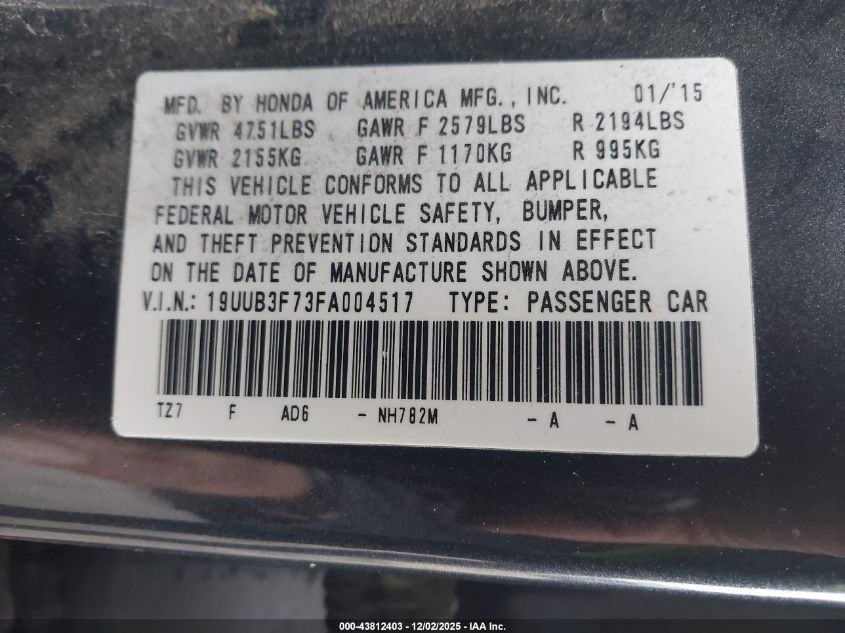 MFD. BY HONDA OF AMERICA MFG., INC. 01/'15
GVWR 4751LBS GAWR F 2579LBS R 2194LBS
GVWR 2155KG GAWR F 1170KG R 995KG
THIS VEHICLE CONFORMS TO ALL APPLICABLE
FEDERAL MOTOR VEHICLE SAFETY, BUMPER,
AND THEFT PREVENTION STANDARDS IN EFFECT
ON THE DATE OF MANUFACTURE SHOWN ABOVE.
V.I.N.: 19UUB3F73FA004517 TYPE: PASSENGER CAR
TZ7 F AD6 - NH782M - A - A
000-43812403 - 12/02/2025 - IAA Inc.